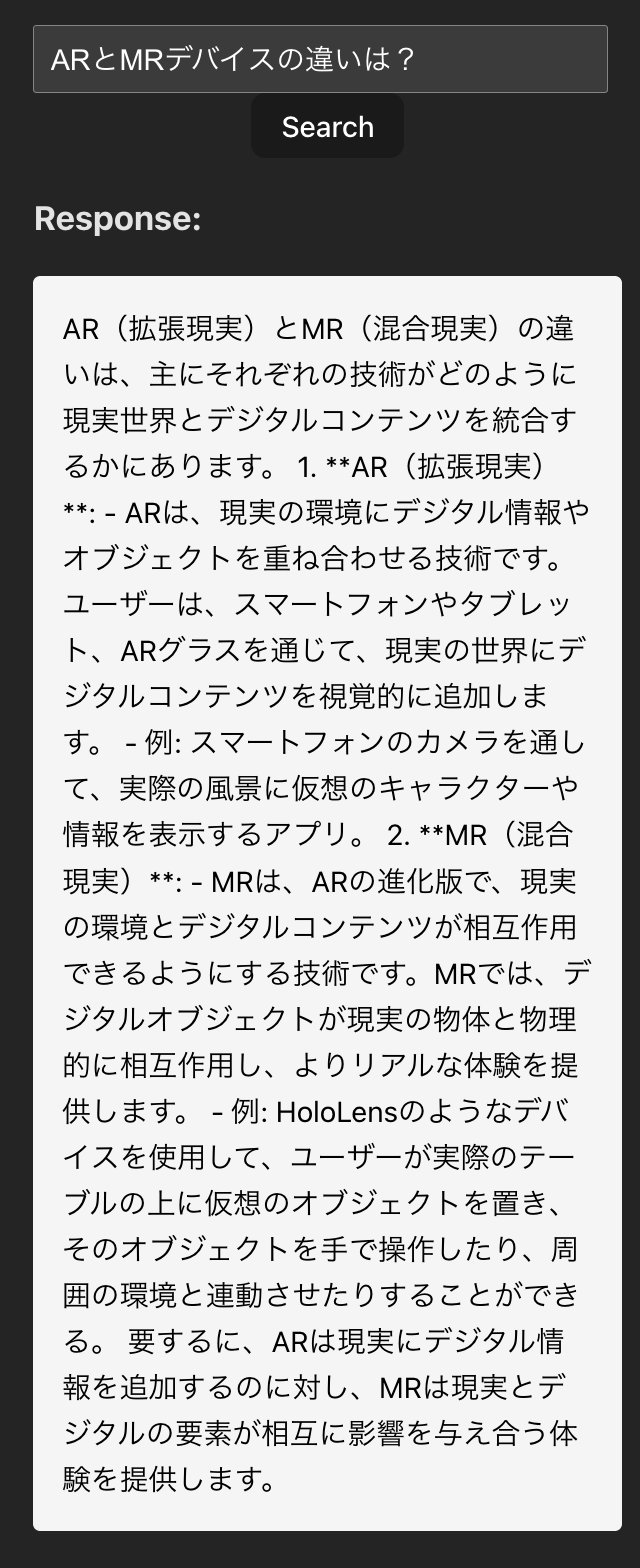 ARとMRデバイスの違いは？
Search
Response:
AR（拡張現実）とMR（混合現実）の違
いは、主にそれぞれの技術がどのように
現実世界とデジタルコンテンツを統合す
るかにあります。 1. **AR（拡張現実）
**: - ARは、現実の環境にデジタル情報や
オブジェクトを重ね合わせる技術です。
ユーザーは、スマートフォンやタブレッ
ト、ARグラスを通じて、現実の世界にデ
ジタルコンテンツを視覚的に追加しま
す。 - 例: スマートフォンのカメラを通し
て、実際の風景に仮想のキャラクターや
情報を表示するアプリ。 2. **MR（混合
現実）**: - MRは、ARの進化版で、現実
の環境とデジタルコンテンツが相互作用
できるようにする技術です。MRでは、デ
ジタルオブジェクトが現実の物体と物理
的に相互作用し、よりリアルな体験を提
供します。 - 例: HoloLensのようなデバ
イスを使用して、ユーザーが実際のテー
ブルの上に仮想のオブジェクトを置き、
そのオブジェクトを手で操作したり、周
囲の環境と連動させたりすることができ
る。 要するに、ARは現実にデジタル情
報を追加するのに対し、MRは現実とデ
ジタルの要素が相互に影響を与え合う体
験を提供します。